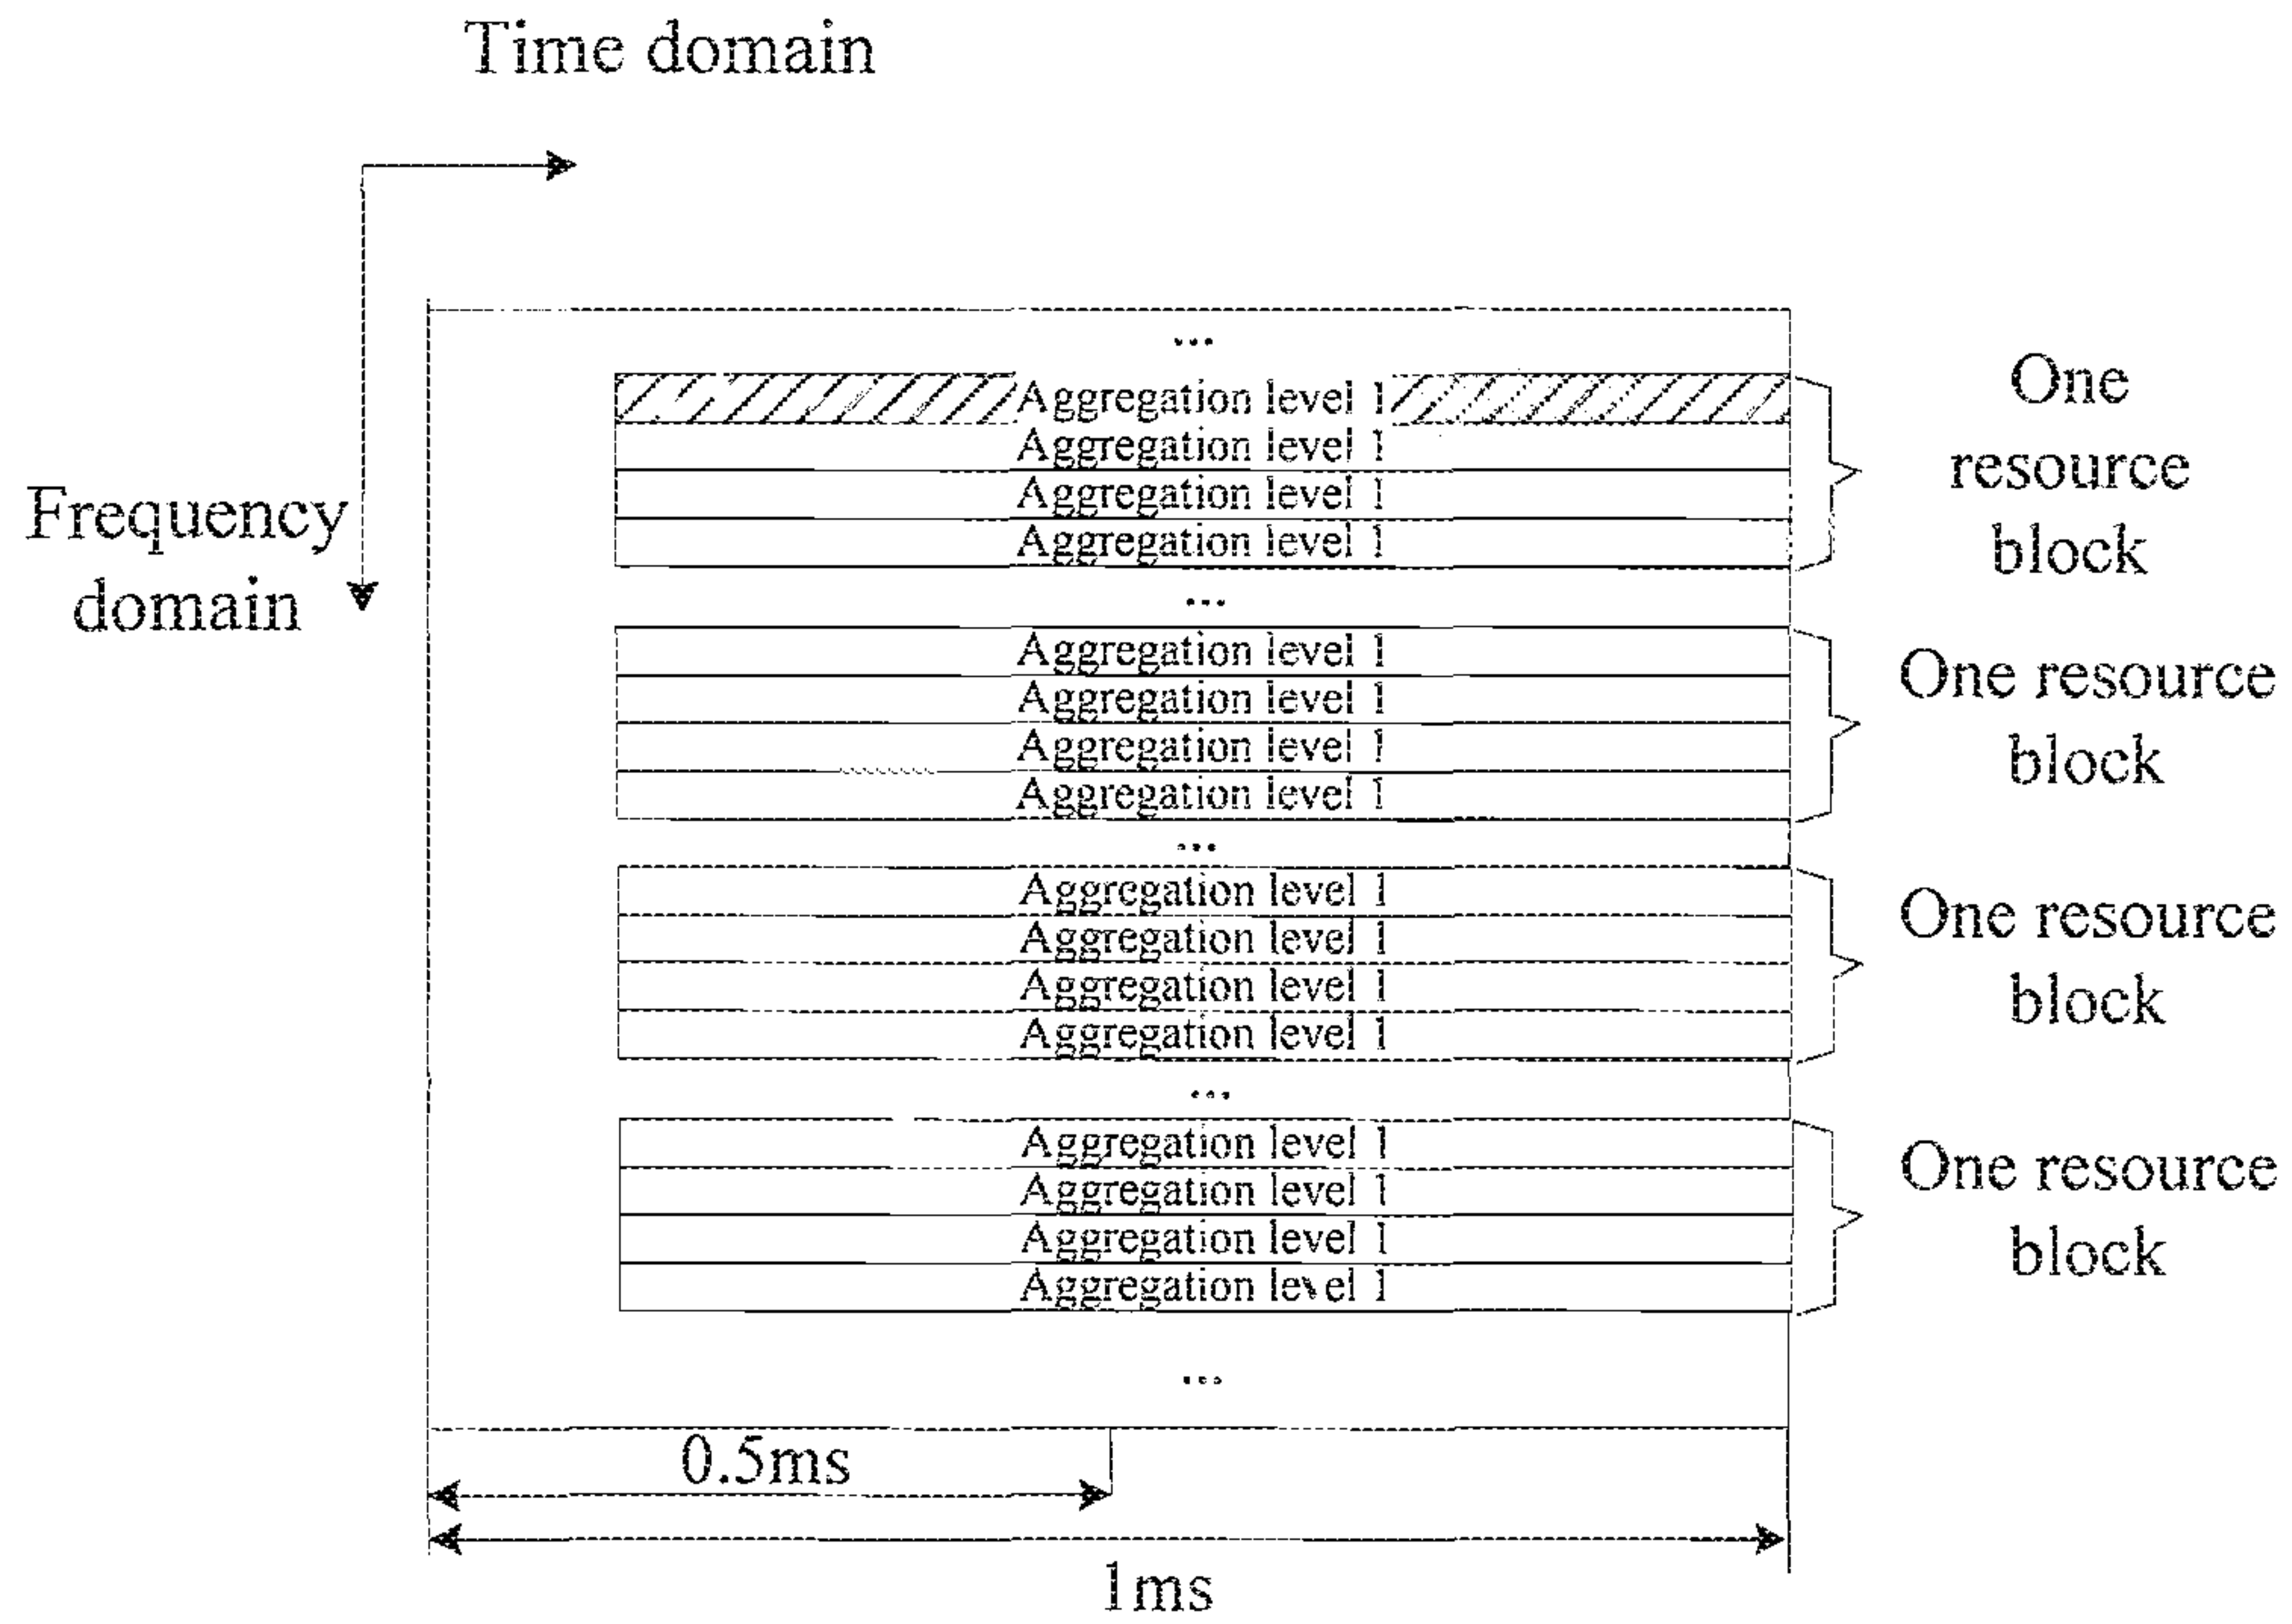 Time domain
Frequency
domain
...
Aggregation level 1
Aggregation level 1
Aggregation level 1
Aggregation level 1
One
resource
block
...
Aggregation level 1
Aggregation level 1
Aggregation level 1
Aggregation level 1
One resource
block
...
Aggregation level 1
Aggregation level 1
Aggregation level 1
Aggregation level 1
One resource
block
...
Aggregation level 1
Aggregation level 1
Aggregation level 1
Aggregation level 1
One resource
block
...
0.5ms
1ms